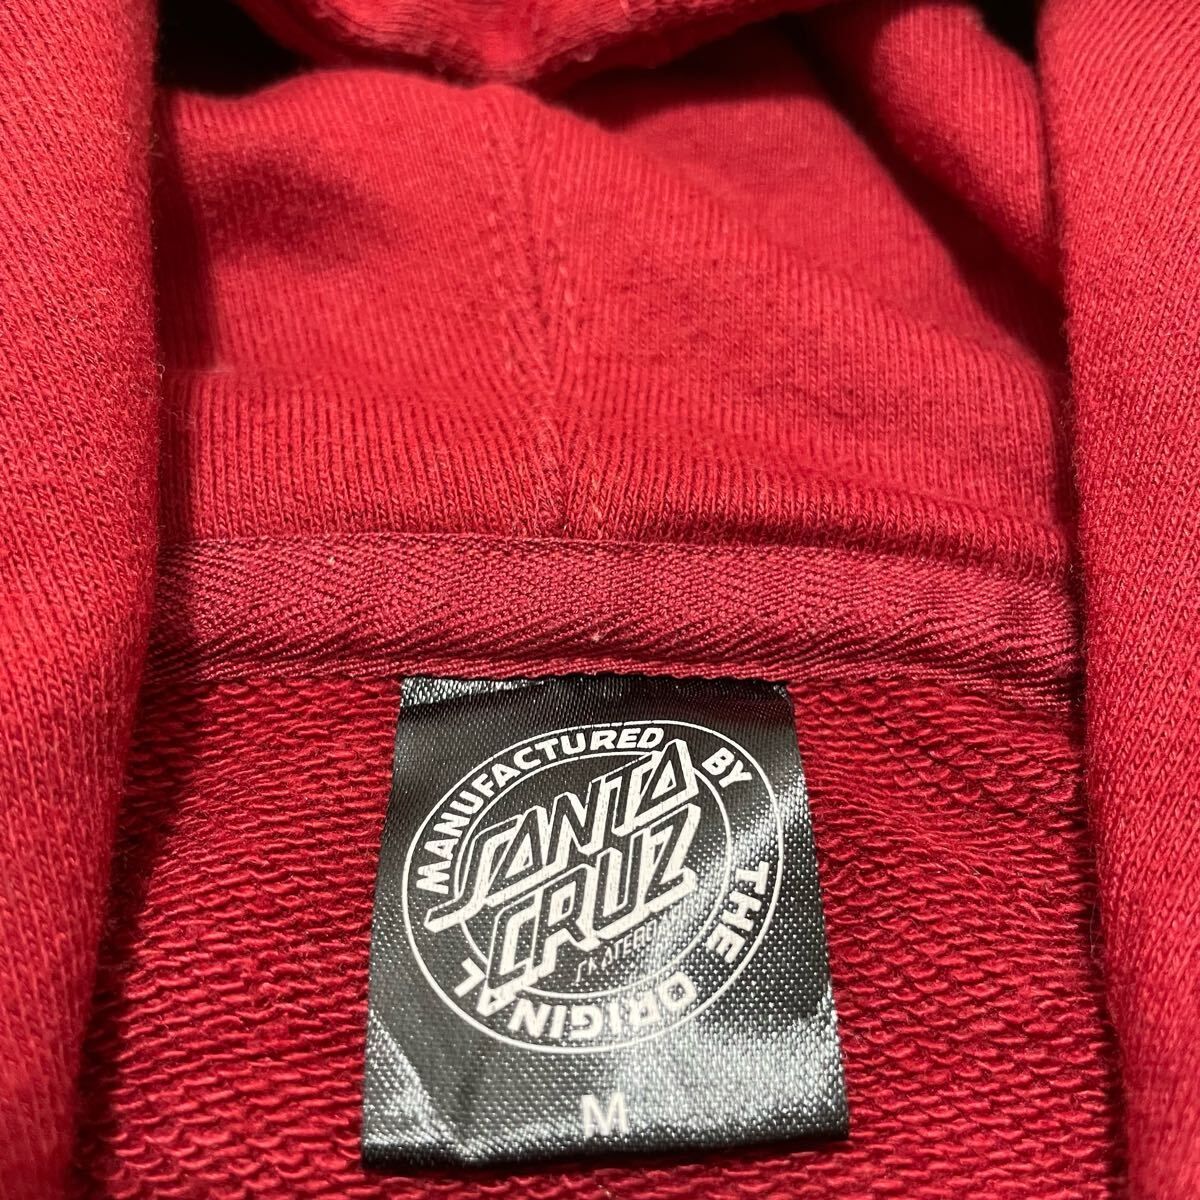 MANUFACTURED BY THE ORIGINAL
SANTA
CRUZ
M